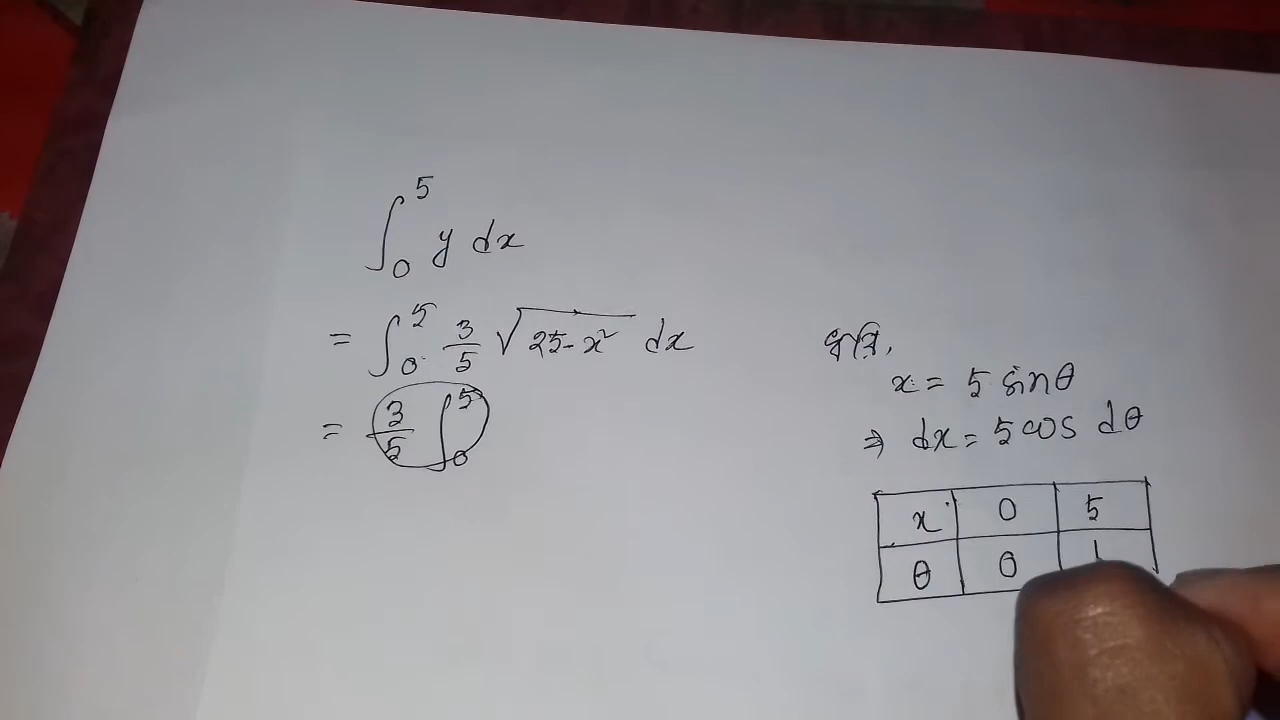 ∫₀⁵ y dx
= ∫₀⁵ 3/5 √(25-x²) dx
= 3/5 ∫₀⁵
ধরি,
x = 5 sinθ
⇒ dx = 5 cos dθ
x 0 5
θ 0